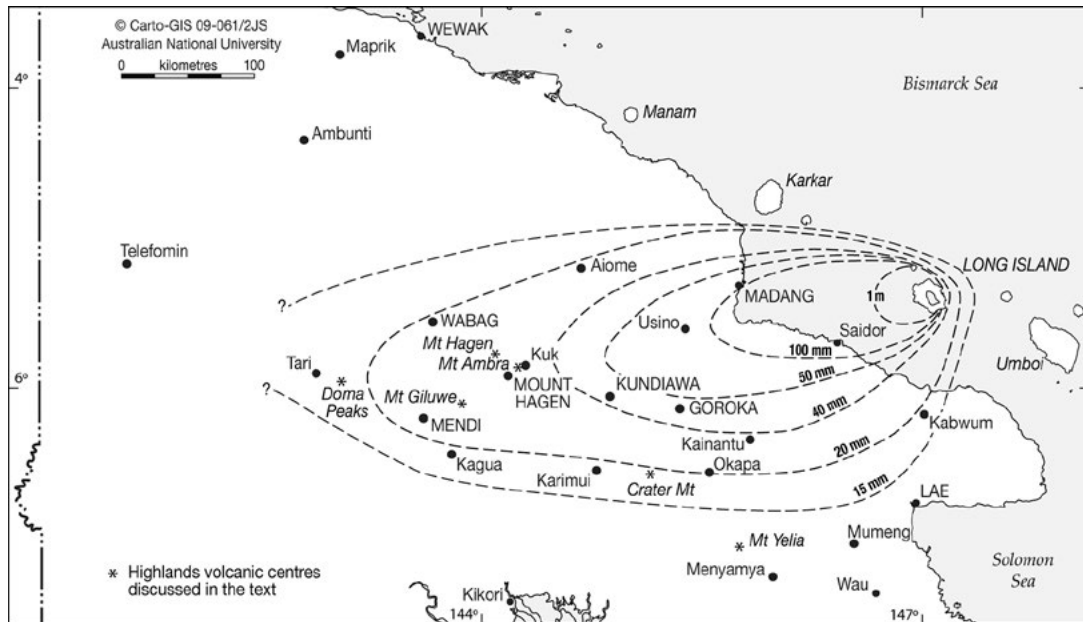 © Carto-GIS 09-061/2JS
Australian National University
0 kilometres 100
WEWAK
Maprik
4°
Bismarck Sea
Manam
Ambunti
Karkar
Telefomin
Aiome
LONG ISLAND
MADANG
1 m
?
WABAG
Usino
Saidor
Mt Hagen
Mt Ambra
Kuk
100 mm
Umboi
Tari
MOUNT
HAGEN
50 mm
6°
?
Doma
Peaks
Mt Giluwe
KUNDIAWA
GOROKA
40 mm
MENDI
Kabwum
Kainantu
20 mm
Kagua
Karimui
Okapa
Crater Mt
15 mm
LAE
Mt Yelia
Mumeng
Menyamya
Solomon
Sea
* Highlands volcanic centres
discussed in the text
Wau
Kikori
144°
147°